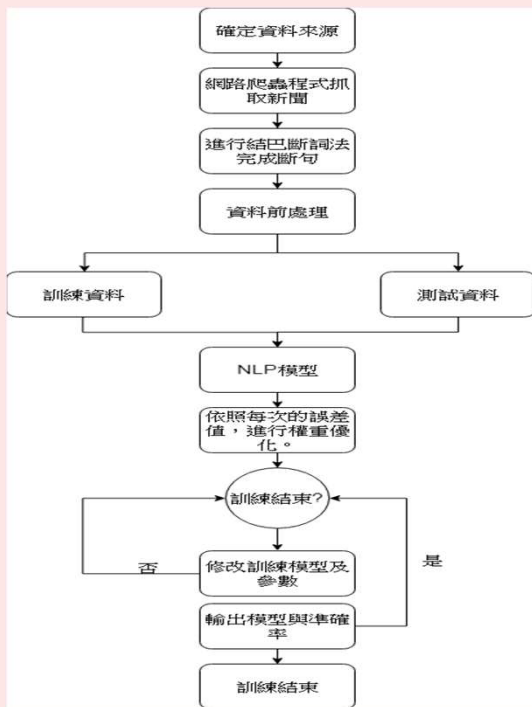 確定資料來源
網路爬蟲程式抓
取新聞
進行結巴斷詞法
完成斷句
資料前處理
訓練資料
測試資料
NLP模型
依照每次的誤差
值，進行權重優
化。
訓練結束?
否
修改訓練模型及
參數
是
輸出模型與準確
率
訓練結束